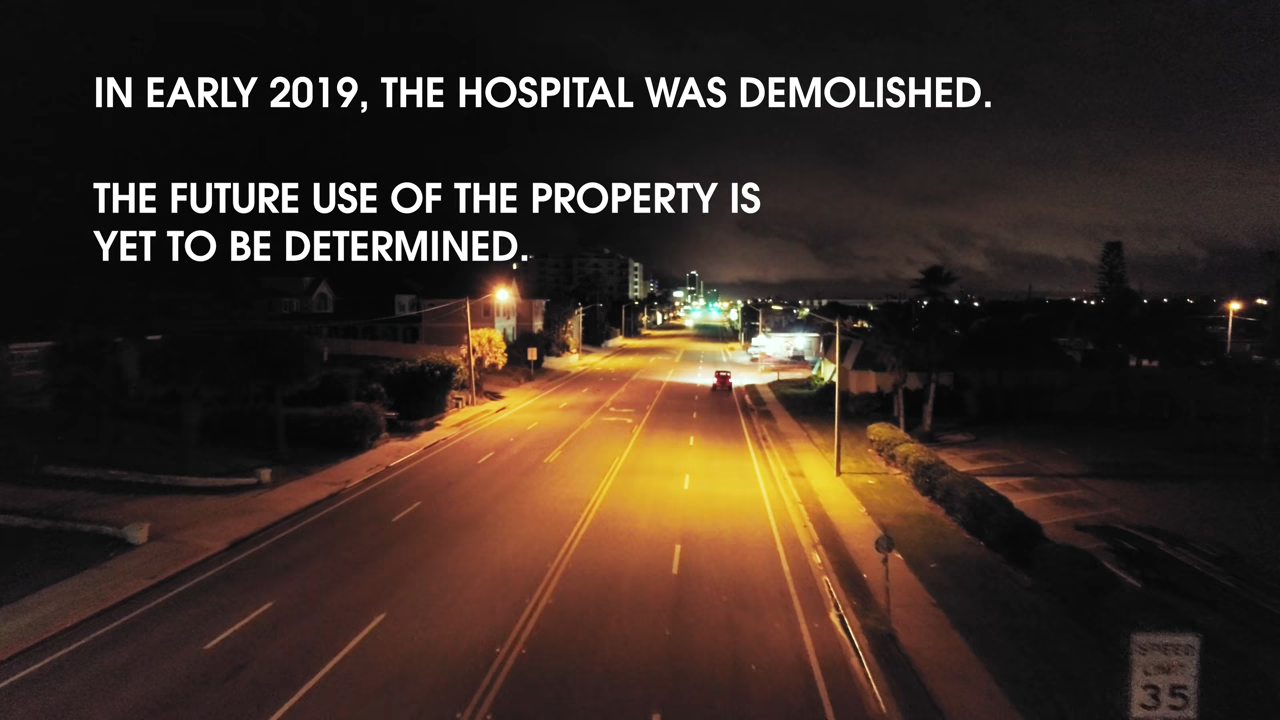 IN EARLY 2019, THE HOSPITAL WAS DEMOLISHED.
THE FUTURE USE OF THE PROPERTY IS
YET TO BE DETERMINED.
SPEED
LIMIT
35